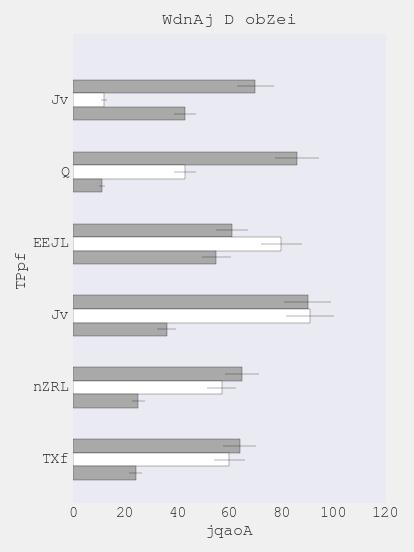 WdnAj D obZei
Jv
Q
EEJL
Jv
nZRL
TXf
TPpf
0 20 40 60 80 100 120
jqaoA